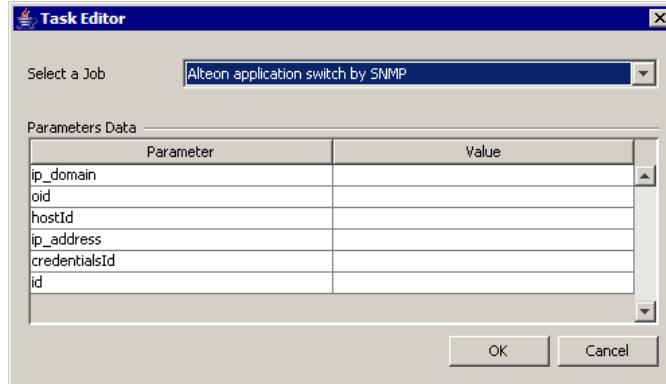 Task Editor
Select a Job
Alteon application switch by SNMP
Parameters Data
Parameter Value
ip_domain
oid
hostId
ip_address
credentialsId
id
OK Cancel